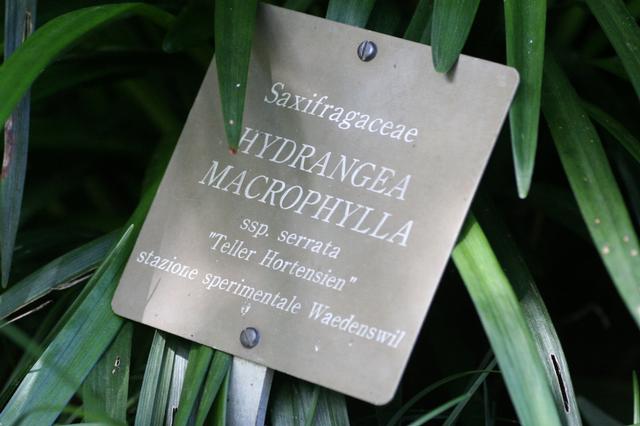 Saxifragaceae
HYDRANGEA
MACROPHYLLA
ssp. serrata
"Teller Hortensien"
stazione sperimentale Waedenswil